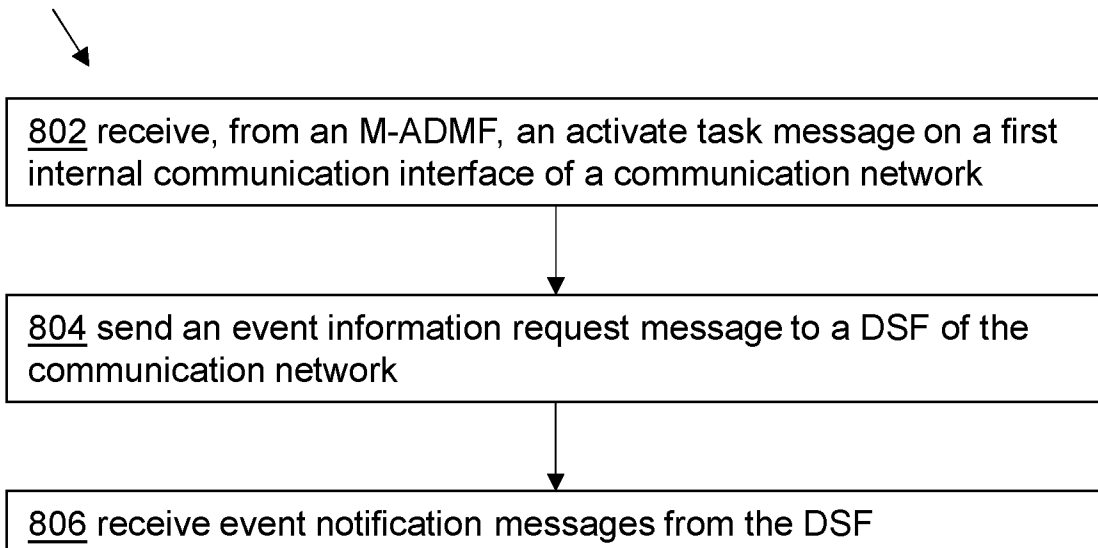 802 receive, from an M-ADMF, an activate task message on a first
internal communication interface of a communication network
804 send an event information request message to a DSF of the
communication network
806 receive event notification messages from the DSF